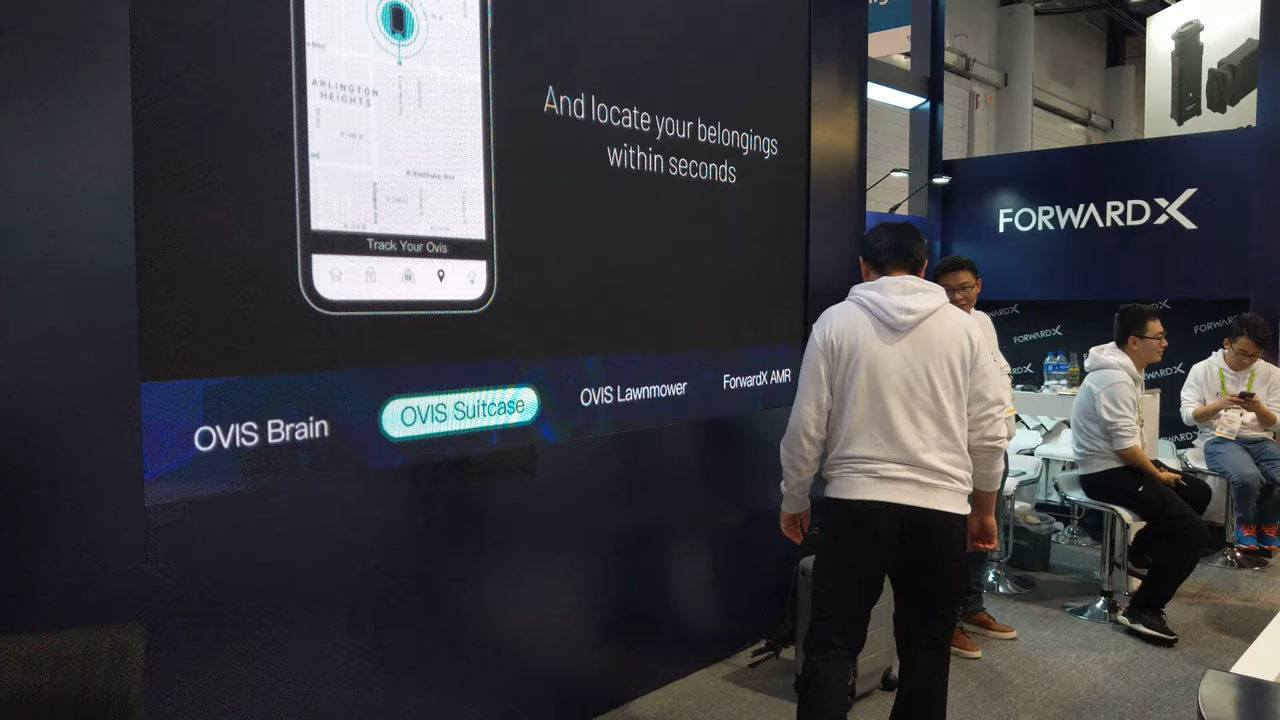 ARLINGTON
HEIGHTS
Track Your Ovis
And locate your belongings
within seconds
OVIS Brain
OVIS Suitcase
OVIS Lawnmower
ForwardX AMR
FORWARDX
FORWARDX
FORWARDX